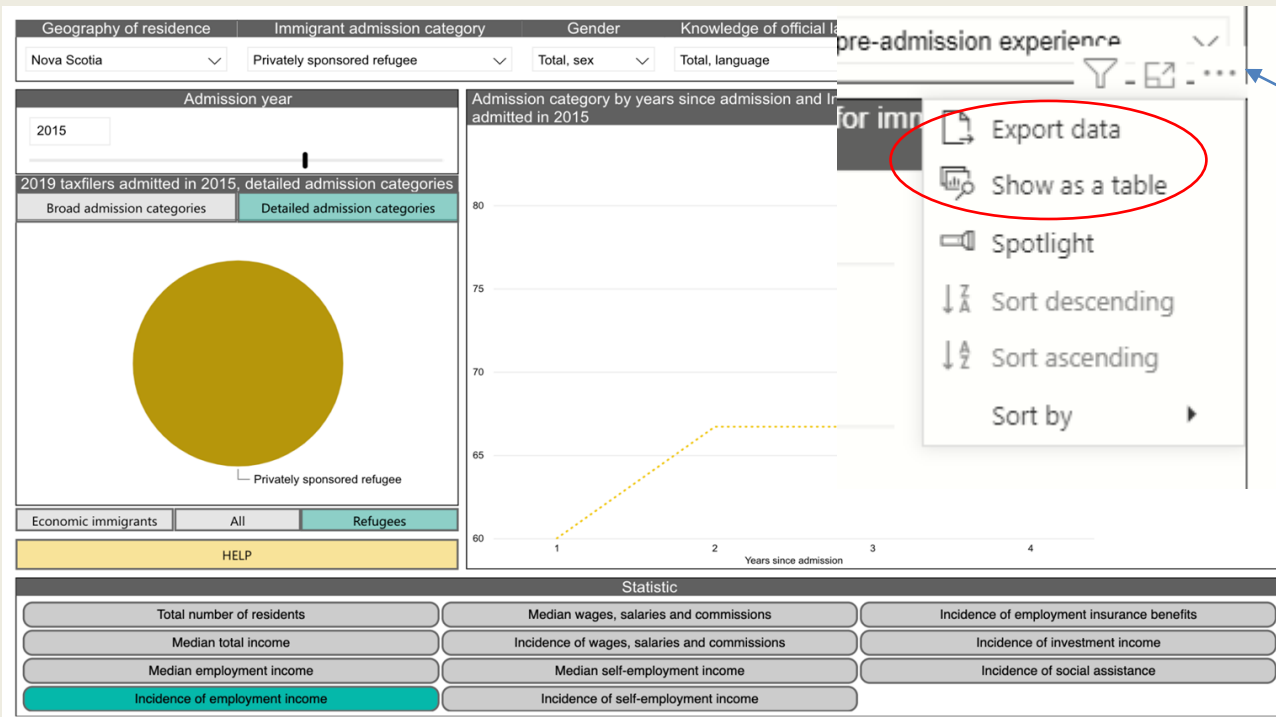 Geography of residence
Immigrant admission category
Gender
Knowledge of official la
Nova Scotia
Privately sponsored refugee
Total, sex
Total, language
pre-admission experience
Admission year
2015
2019 taxfilers admitted in 2015, detailed admission categories
Broad admission categories
Detailed admission categories
Privately sponsored refugee
Economic immigrants
All
Refugees
HELP
Admission category by years since admission and In
admitted in 2015
for imm
80
75
70
65
60
1
2
3
4
Years since admission
Export data
Show as a table
Spotlight
Sort descending
Sort ascending
Sort by
Statistic
Total number of residents
Median wages, salaries and commissions
Incidence of employment insurance benefits
Median total income
Incidence of wages, salaries and commissions
Incidence of investment income
Median employment income
Median self-employment income
Incidence of social assistance
Incidence of employment income
Incidence of self-employment income